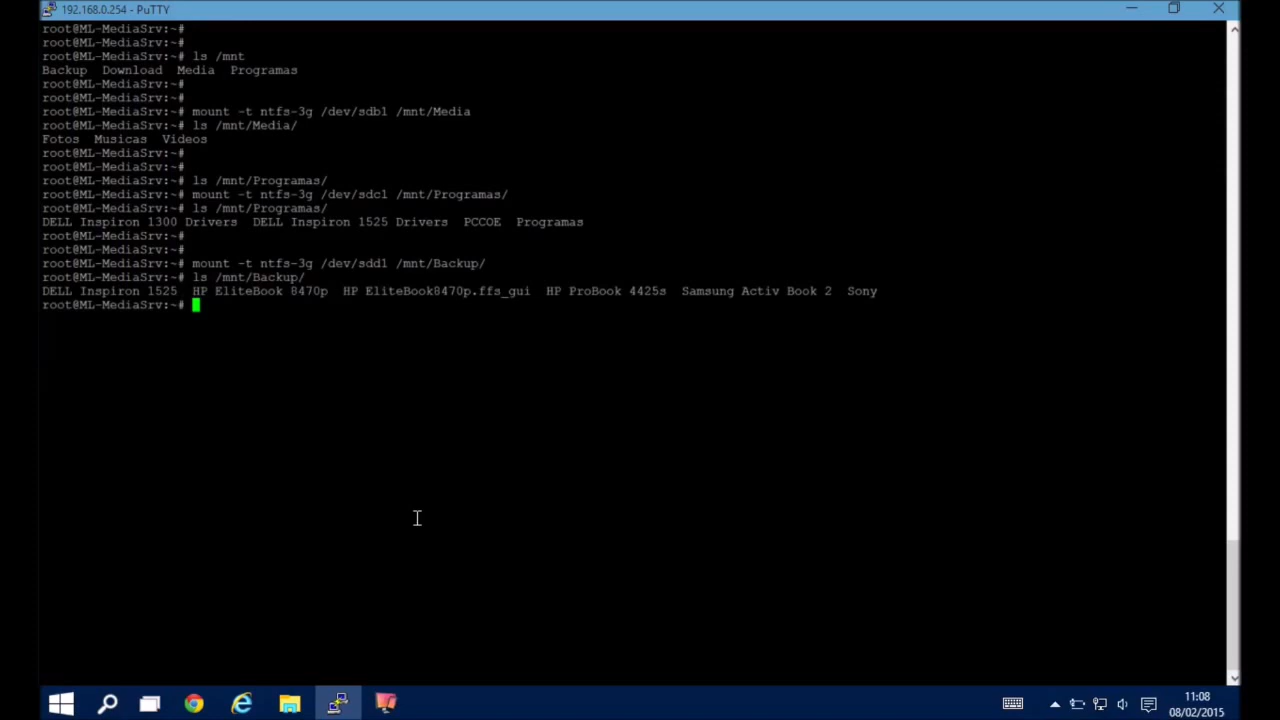 192.168.0.254 - PuTTY
root@ML-MediaSrv:~#
root@ML-MediaSrv:~#
root@ML-MediaSrv:~# ls /mnt
Backup  Download  Media  Programas
root@ML-MediaSrv:~#
root@ML-MediaSrv:~#
root@ML-MediaSrv:~# mount -t ntfs-3g /dev/sdb1 /mnt/Media
root@ML-MediaSrv:~# ls /mnt/Media/
Fotos  Musicas  Videos
root@ML-MediaSrv:~#
root@ML-MediaSrv:~#
root@ML-MediaSrv:~# ls /mnt/Programas/
root@ML-MediaSrv:~# mount -t ntfs-3g /dev/sdc1 /mnt/Programas/
root@ML-MediaSrv:~# ls /mnt/Programas/
DELL Inspiron 1300 Drivers  DELL Inspiron 1525 Drivers  PCCOE  Programas
root@ML-MediaSrv:~#
root@ML-MediaSrv:~#
root@ML-MediaSrv:~# mount -t ntfs-3g /dev/sdd1 /mnt/Backup/
root@ML-MediaSrv:~# ls /mnt/Backup/
DELL Inspiron 1525  HP EliteBook 8470p  HP EliteBook8470p.ffs_gui  HP ProBook 4425s  Samsung Activ Book 2  Sony
root@ML-MediaSrv:~#
11:08
08/02/2015